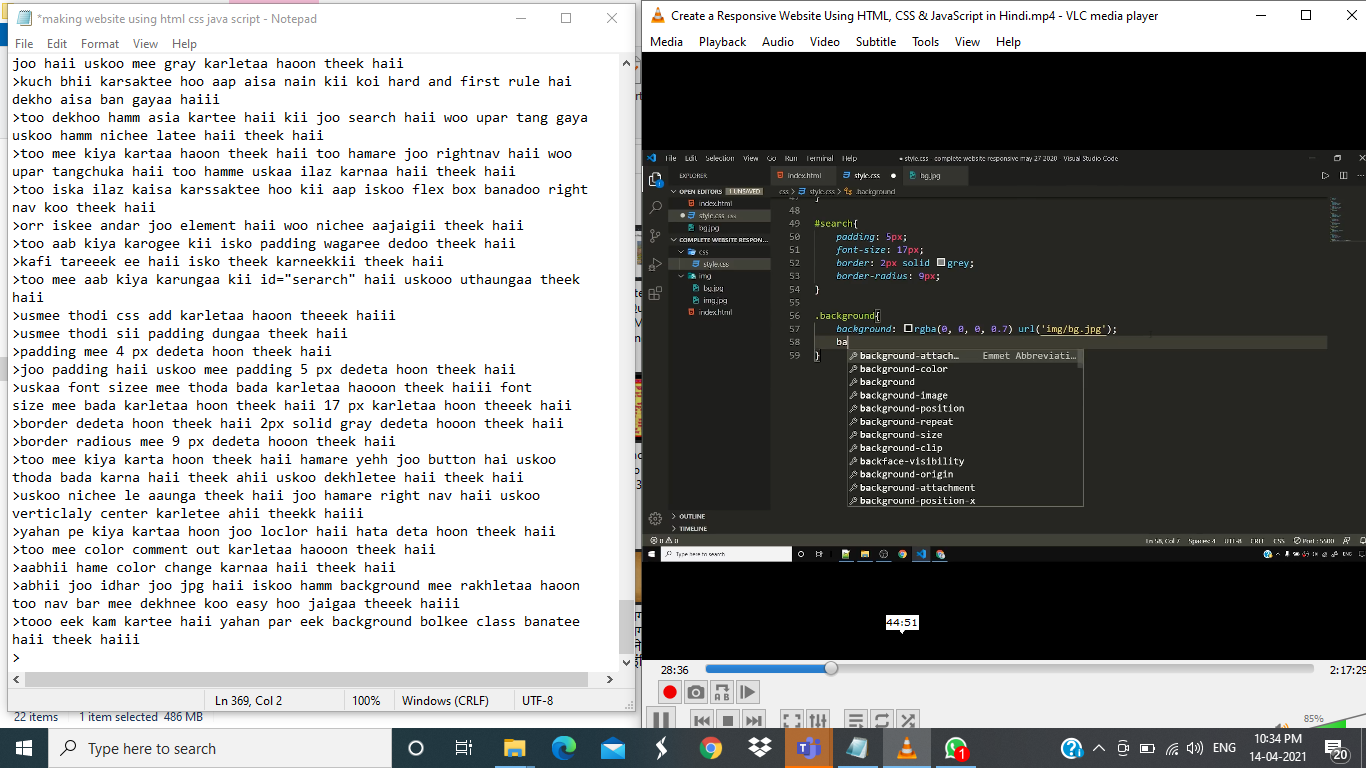 *making website using html css java script - Notepad
File Edit Format View Help
joo haii uskoo mee gray karletaa haoon theek haii
>kuch bhii karsaktee hoo aap aisa nain kii koi hard and first rule hai
dekho aisa ban gayaa haiii
>too dekhoo hamm asia kartee haii kii joo search haii woo upar tang gaya
uskoo hamm nichee latee haii theek haii
>too mee kiya kartaa haoon theek haii too hamare joo rightnav haii woo
upar tangchuka haii too hamme uskaa ilaz karnaa haii theek haii
>too iska ilaz kaisa karssaktee hoo kii aap iskoo flex box banadoo right
nav koo theek haii
>orr iskee andar joo element haii woo nichee aajaigii theek haii
>too aab kiya karogee kii isko padding wagaree dedoo theek haii
>kafi tareeek ee haii isko theek karneekkii theek haii
>too mee aab kiya karungaa kii id="serarch" haii uskooo uthaungaa theek
haii
>usmee thodi css add karletaa haoon theeek haiii
>usmee thodi sii padding dungaa theek haii
>padding mee 4 px dedeta hoon theek haii
>joo padding haii uskoo mee padding 5 px dedeta hoon theek haii
>uskaa font sizee mee thoda bada karletaa haooon theek haiii font
size mee bada karletaa hoon theek haii 17 px karletaa hoon theeek haii
>border dedeta hoon theek haii 2px solid gray dedeta hooon theek haii
>border radious mee 9 px dedeta hooon theek haii
>too mee kiya karta hoon theek haii hamare yehh joo button hai uskoo
thoda bada karna haii theek ahii uskoo dekhletee haii theek haii
>uskoo nichee le aaunga theek haii joo hamare right nav haii uskoo
verticlaly center karletee ahii theekk haiii
>yahan pe kiya kartaa hoon joo loclor haii hata deta hoon theek haii
>too mee color comment out karletaa haooon theek haii
>aabhii hame color change karnaa haii theek haii
>abhii joo idhar joo jpg haii iskoo hamm background mee rakhletaa haoon
too nav bar mee dekhnee koo easy hoo jaigaa theeek haiii
>tooo eek kam kartee haii yahan par eek background bolkee class banatee
haii theek haiii
>
Ln 369, Col 2 100% Windows (CRLF) UTF-8
22 items 1 item selected 486 MB
Create a Responsive Website Using HTML, CSS & JavaScript in Hindi.mp4 - VLC media player
Media Playback Audio Video Subtitle Tools View Help
File Edit Selection View Go Run Terminal Help ● style.css - complete website responsive may 27 2020 - Visual Studio Code
EXPLORER index.html style.css bg.jpg
OPEN EDITORS 1 UNSAVED css > style.css > .background
index.html
style.css css
bg.jpg
COMPLETE WEBSITE RESPON...
css
style.css
img
bg.jpg
img.jpg
index.html
OUTLINE
TIMELINE
47 }
48
49 #search{
50 padding: 5px;
51 font-size: 17px;
52 border: 2px solid grey;
53 border-radius: 9px;
54 }
55
56 .background{
57 background: rgba(0, 0, 0, 0.7) url('img/bg.jpg');
58 ba
59 }
background-attach… Emmet Abbreviati…
background-color
background
background-image
background-position
background-repeat
background-size
background-clip
backface-visibility
background-origin
background-attachment
background-position-x
0 0 Ln 58, Col 7 Spaces: 4 UTF-8 CRLF CSS Port : 5500
Type here to search ENG
44:51
28:36 2:17:29
85%
Type here to search
1
ENG
10:34 PM
14-04-2021
20